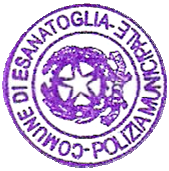 COMUNE DI ESANATOGLIA-
POLIZIA MUNICIPALE-